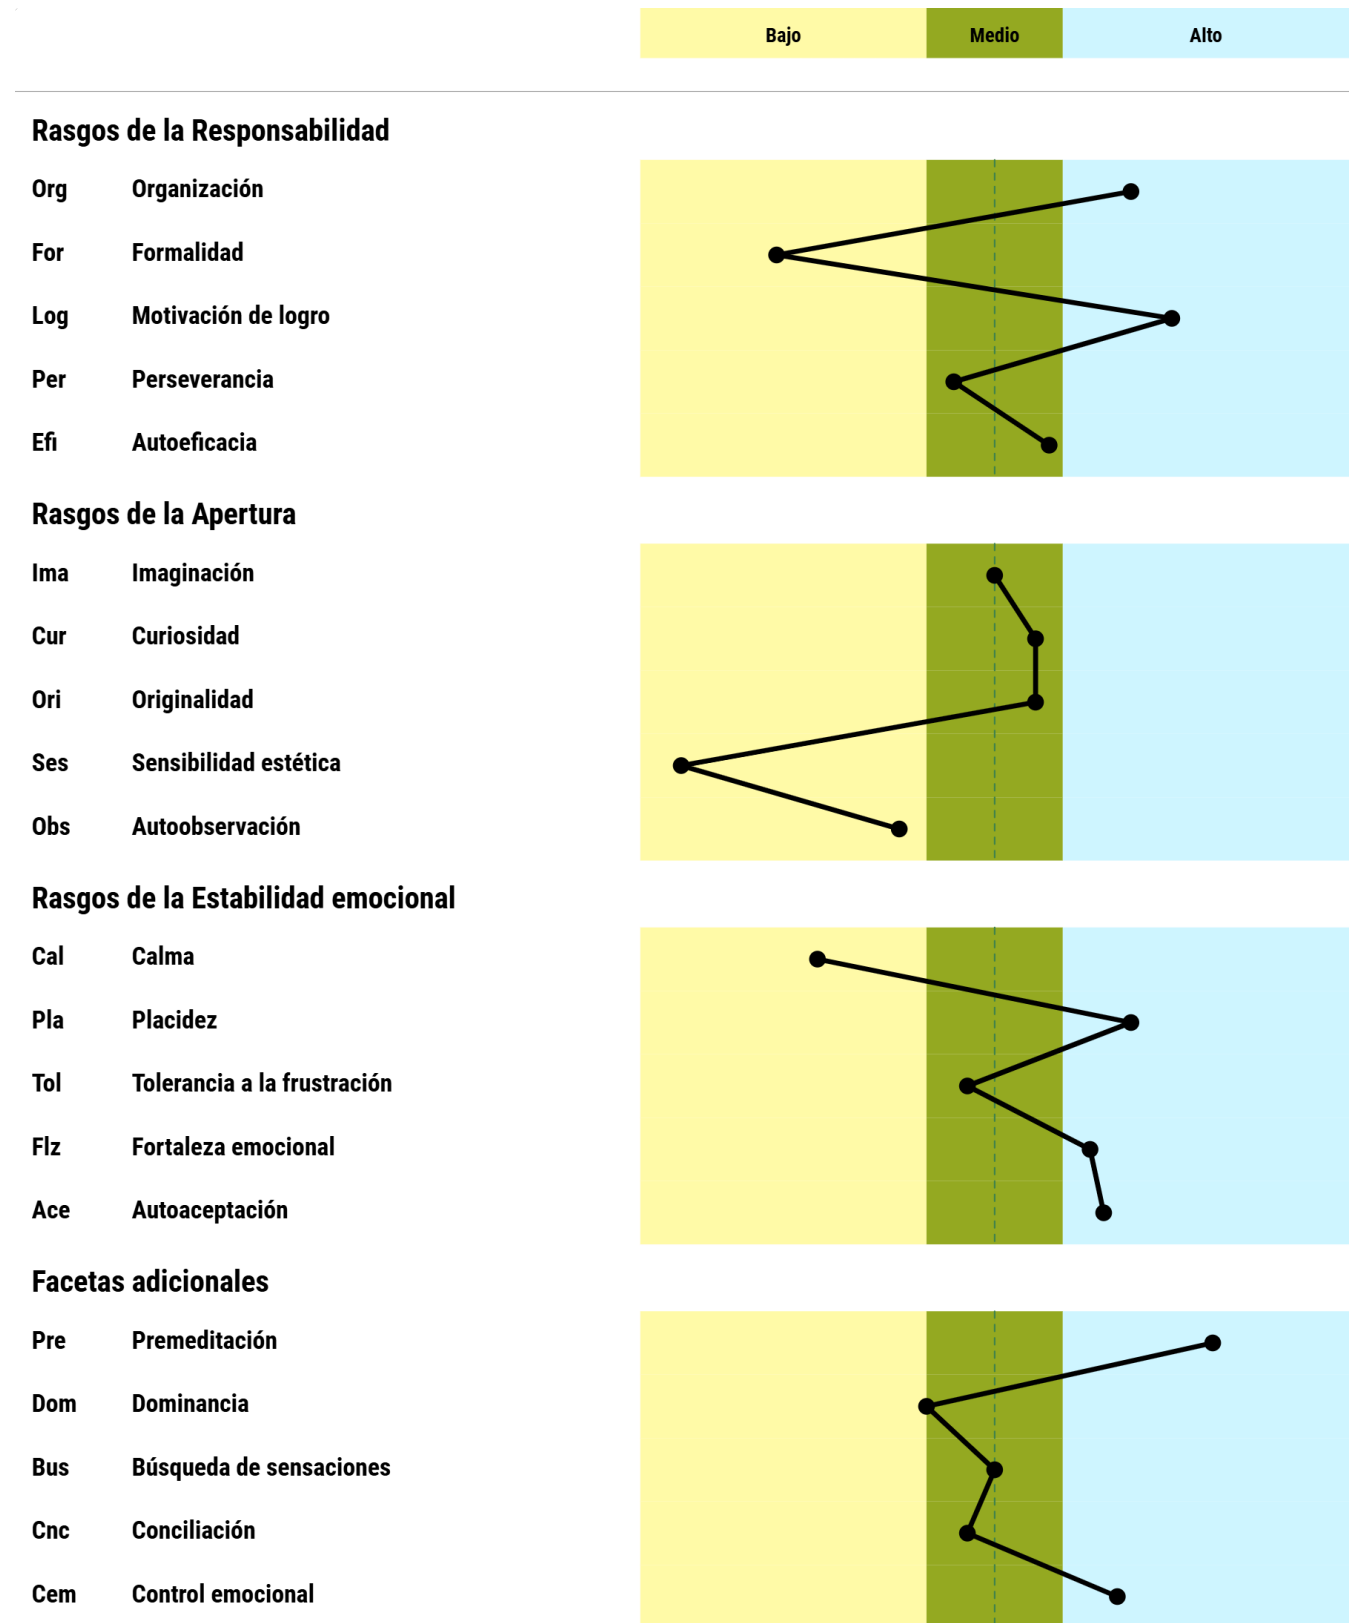 Bajo Medio Alto
Rasgos de la Responsabilidad
Org Organización
For Formalidad
Log Motivación de logro
Per Perseverancia
Efi Autoeficacia
Rasgos de la Apertura
Ima Imaginación
Cur Curiosidad
Ori Originalidad
Ses Sensibilidad estética
Obs Autoobservación
Rasgos de la Estabilidad emocional
Cal Calma
Pla Placidez
Tol Tolerancia a la frustración
Flz Fortaleza emocional
Ace Autoaceptación
Facetas adicionales
Pre Premeditación
Dom Dominancia
Bus Búsqueda de sensaciones
Cnc Conciliación
Cem Control emocional